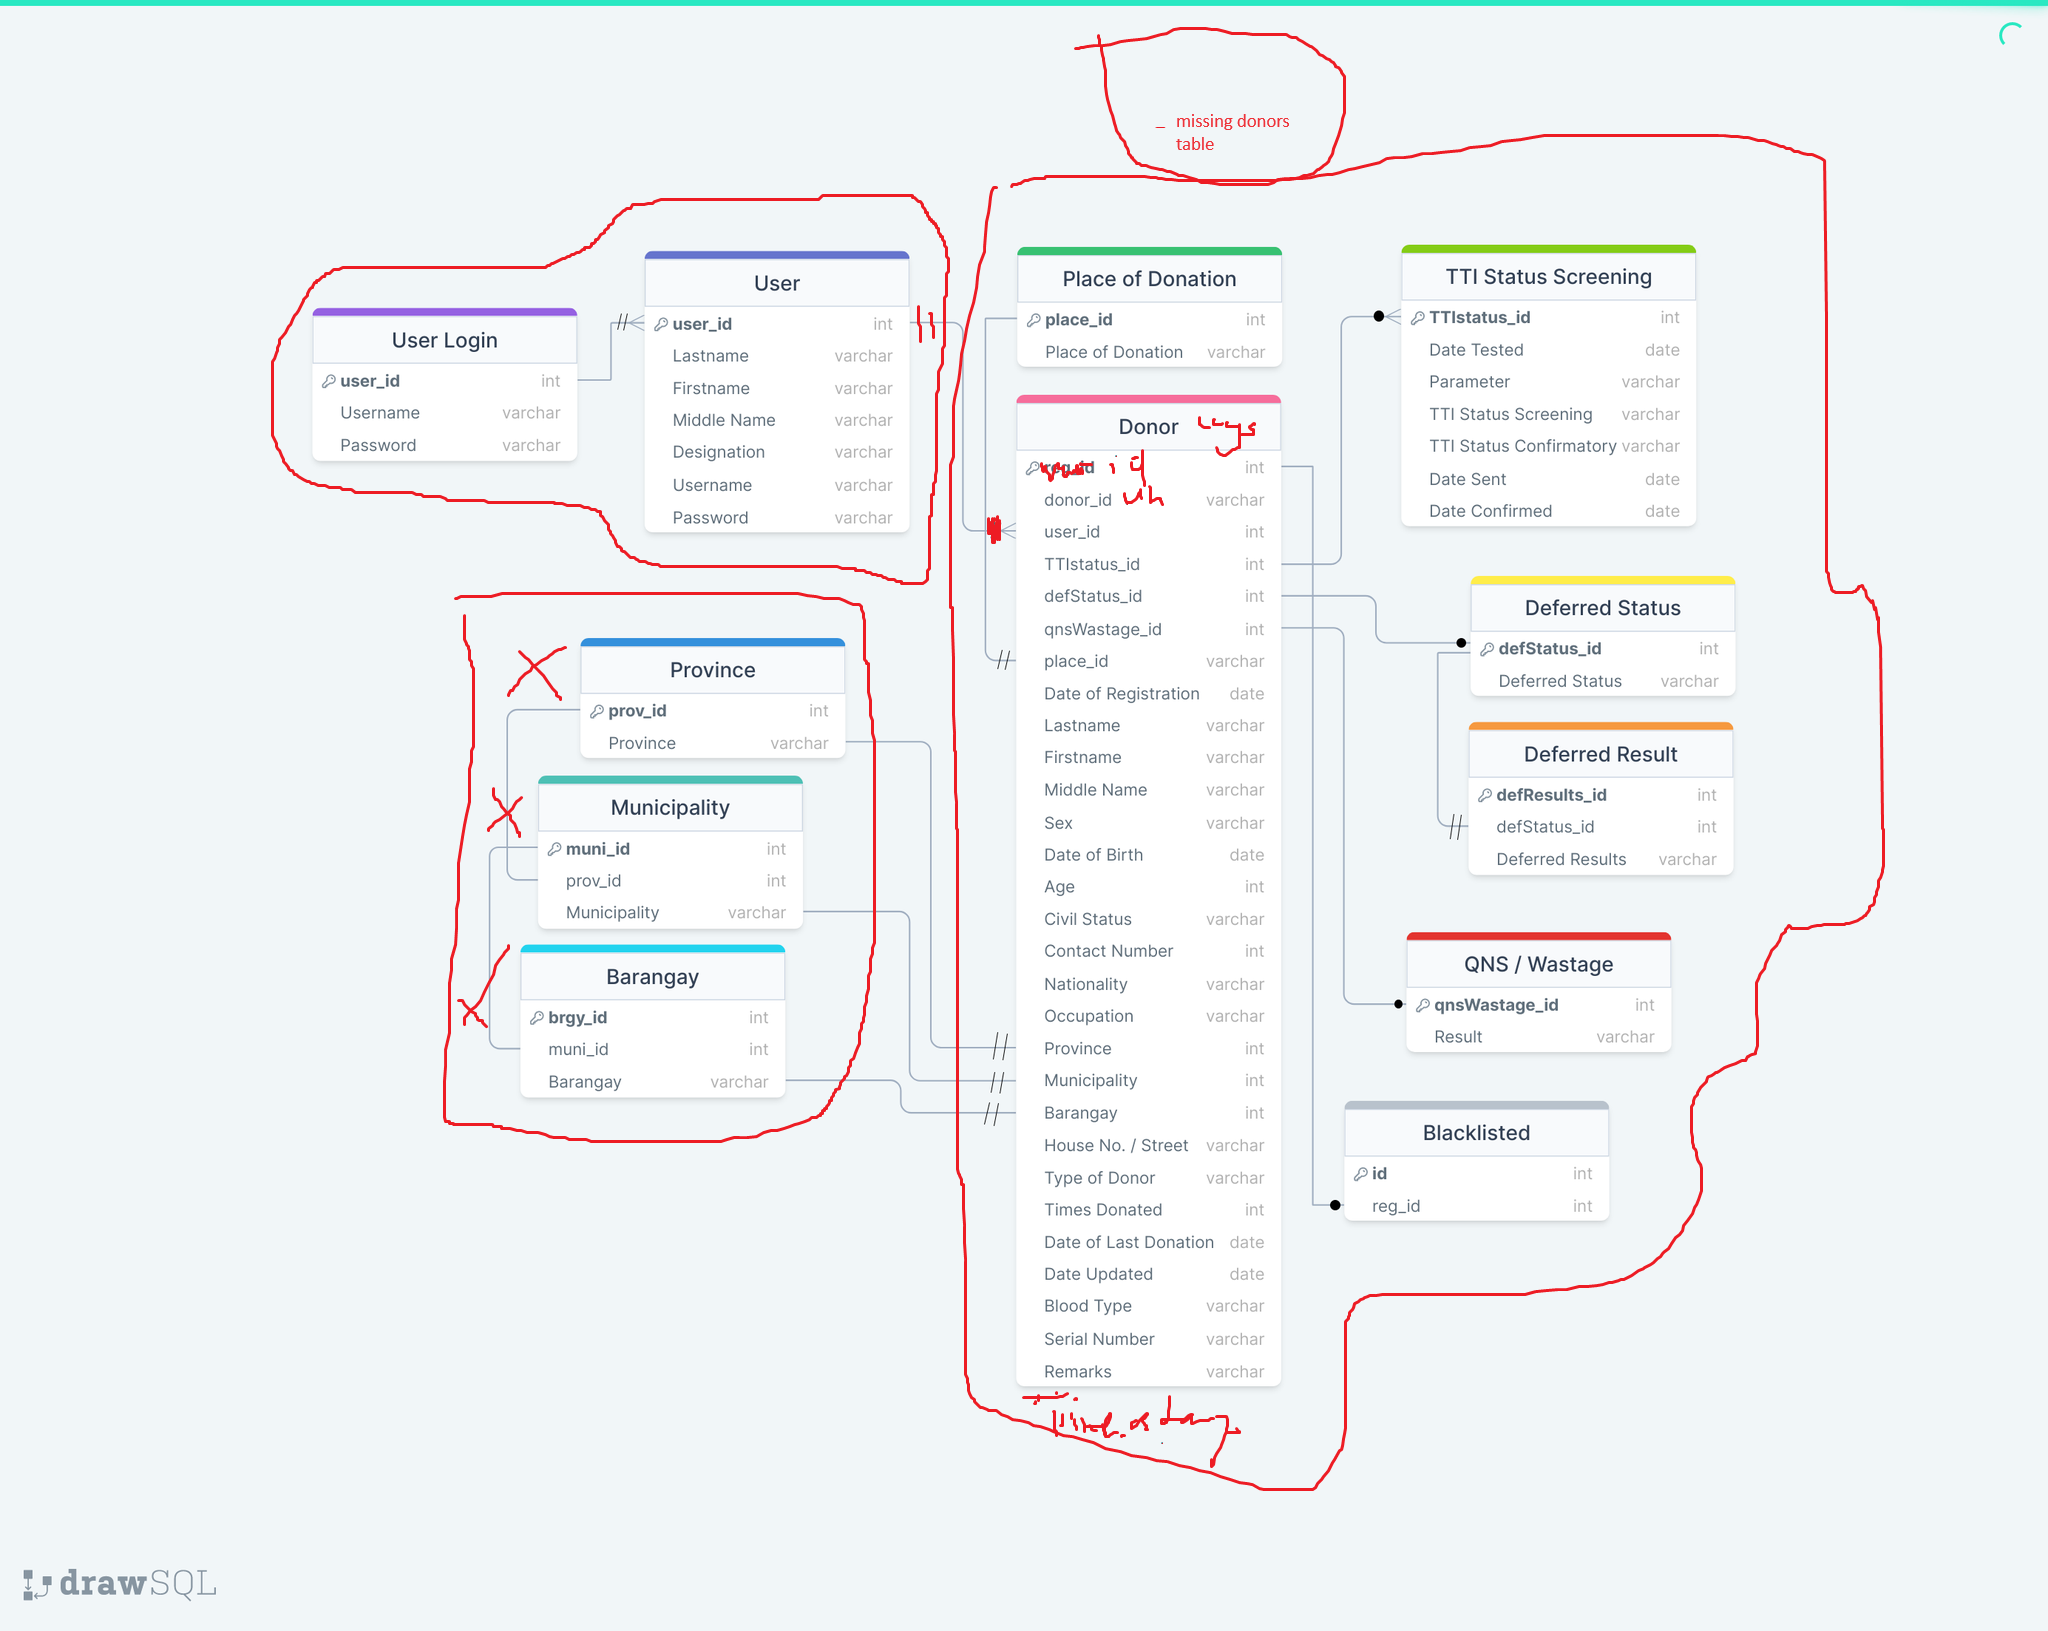 _ missing donors
table
User Login
user_id int
Username varchar
Password varchar
User
user_id int
Lastname varchar
Firstname varchar
Middle Name varchar
Designation varchar
Username varchar
Password varchar
Place of Donation
place_id int
Place of Donation varchar
TTI Status Screening
TTIstatus_id int
Date Tested date
Parameter varchar
TTI Status Screening varchar
TTI Status Confirmatory varchar
Date Sent date
Date Confirmed date
Donor
reg_id int
donor_id varchar
user_id int
TTIstatus_id int
defStatus_id int
qnsWastage_id int
place_id varchar
Date of Registration date
Lastname varchar
Firstname varchar
Middle Name varchar
Sex varchar
Date of Birth date
Age int
Civil Status varchar
Contact Number int
Nationality varchar
Occupation varchar
Province int
Municipality int
Barangay int
House No. / Street varchar
Type of Donor varchar
Times Donated int
Date of Last Donation date
Date Updated date
Blood Type varchar
Serial Number varchar
Remarks varchar
Deferred Status
defStatus_id int
Deferred Status varchar
Deferred Result
defResults_id int
defStatus_id int
Deferred Results varchar
Province
prov_id int
Province varchar
Municipality
muni_id int
prov_id int
Municipality varchar
Barangay
brgy_id int
muni_id int
Barangay varchar
QNS / Wastage
qnsWastage_id int
Result varchar
Blacklisted
id int
reg_id int
drawSQL